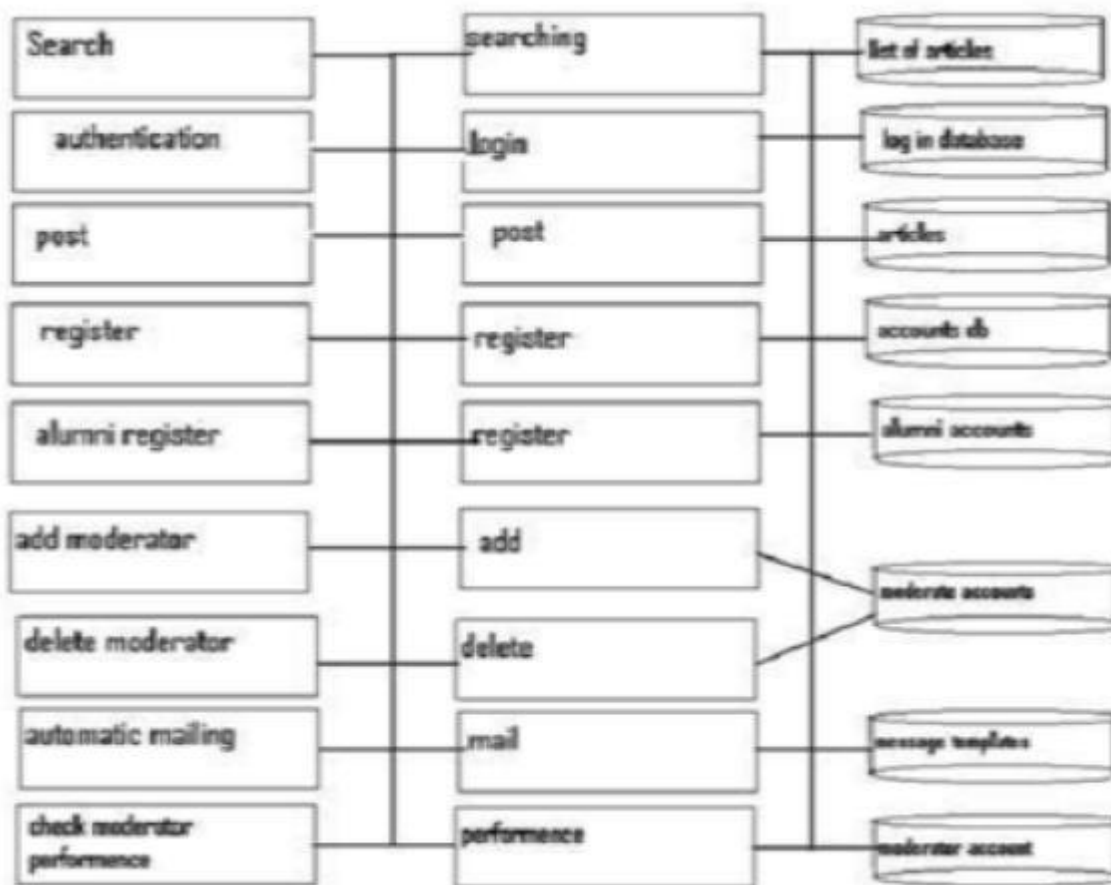 Search
searching
list of articles
authentication
login
log in database
post
post
articles
register
register
accounts db
alumni register
register
alumni accounts
add moderator
add
moderate accounts
delete moderator
delete
automatic mailing
mail
message templates
check moderator
performence
performence
moderator account